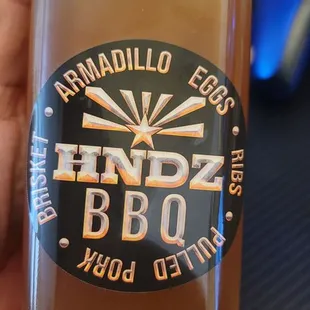 ARMADILLO EGGS • RIBS • PULLED PORK • BRISKET •
HNDZ
BBQ